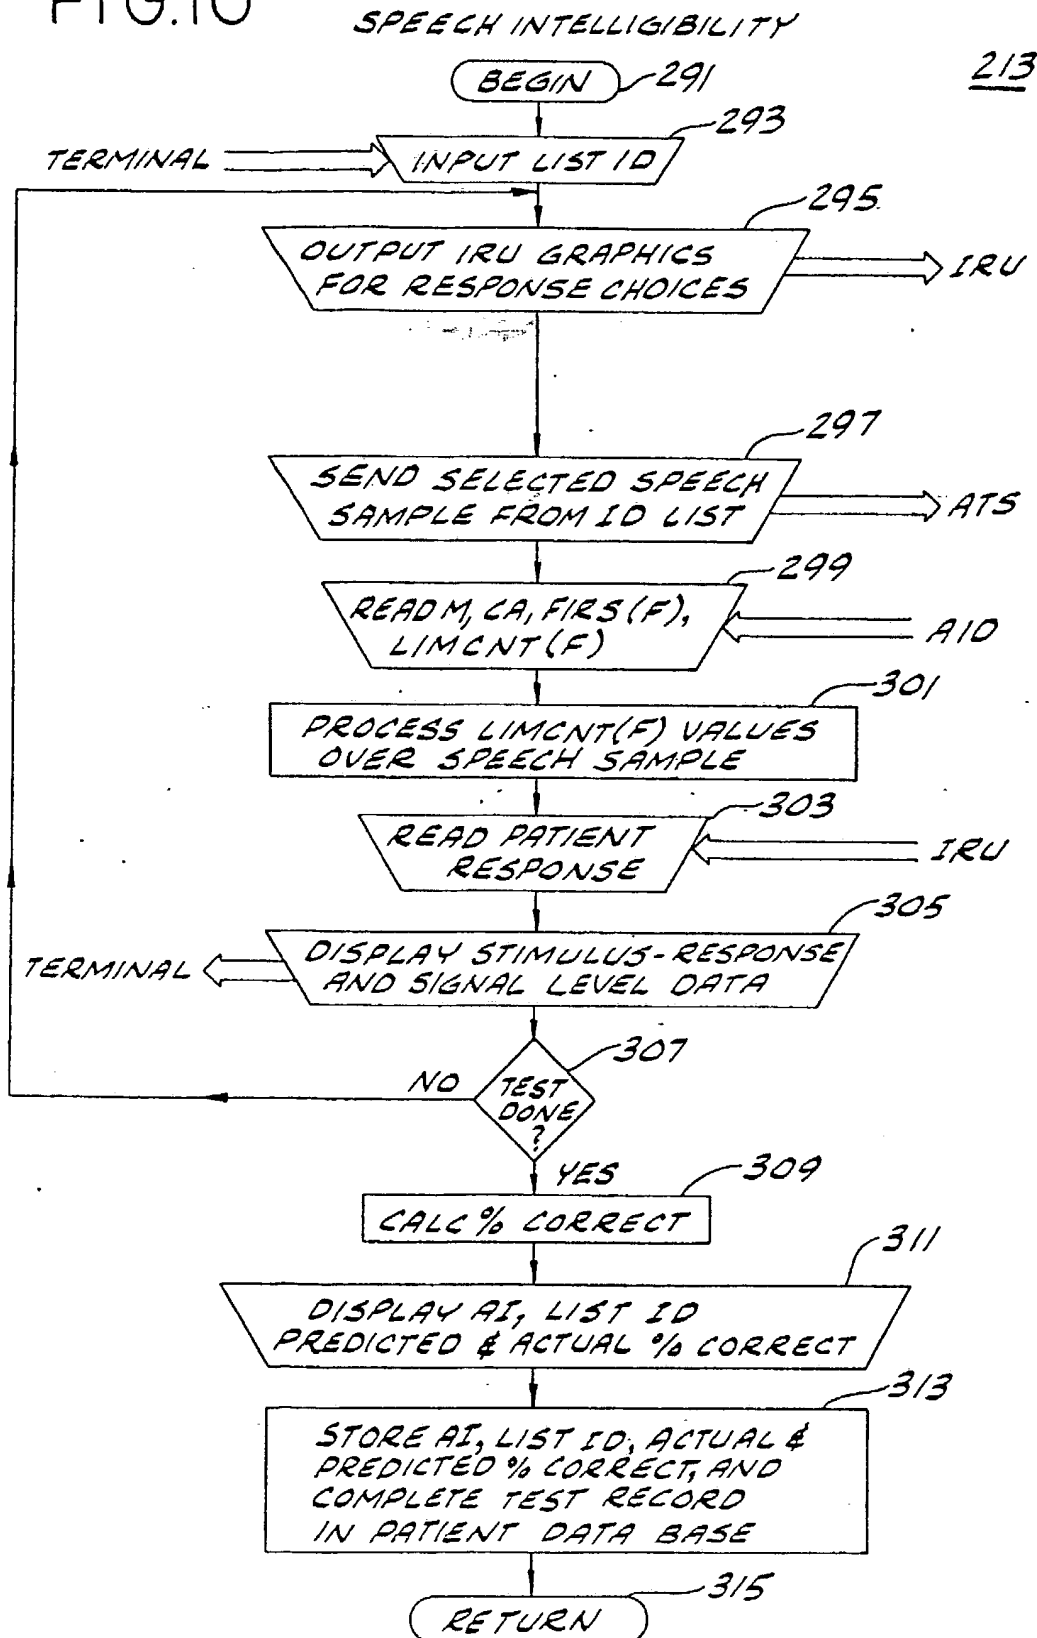 FIG.10
SPEECH INTELLIGIBILITY
213
BEGIN
291
293
TERMINAL
INPUT LIST ID
295
OUTPUT IRU GRAPHICS
FOR RESPONSE CHOICES
IRU
297
SEND SELECTED SPEECH
SAMPLE FROM ID LIST
ATS
299
READ M, CA, FIRS(F),
LIMCNT(F)
AID
301
PROCESS LIMCNT(F) VALUES
OVER SPEECH SAMPLE
303
READ PATIENT
RESPONSE
IRU
305
DISPLAY STIMULUS-RESPONSE
AND SIGNAL LEVEL DATA
TERMINAL
307
NO
TEST
DONE
?
YES
309
CALC % CORRECT
311
DISPLAY AI, LIST ID
PREDICTED & ACTUAL % CORRECT
313
STORE AI, LIST ID, ACTUAL &
PREDICTED % CORRECT, AND
COMPLETE TEST RECORD
IN PATIENT DATA BASE
315
RETURN